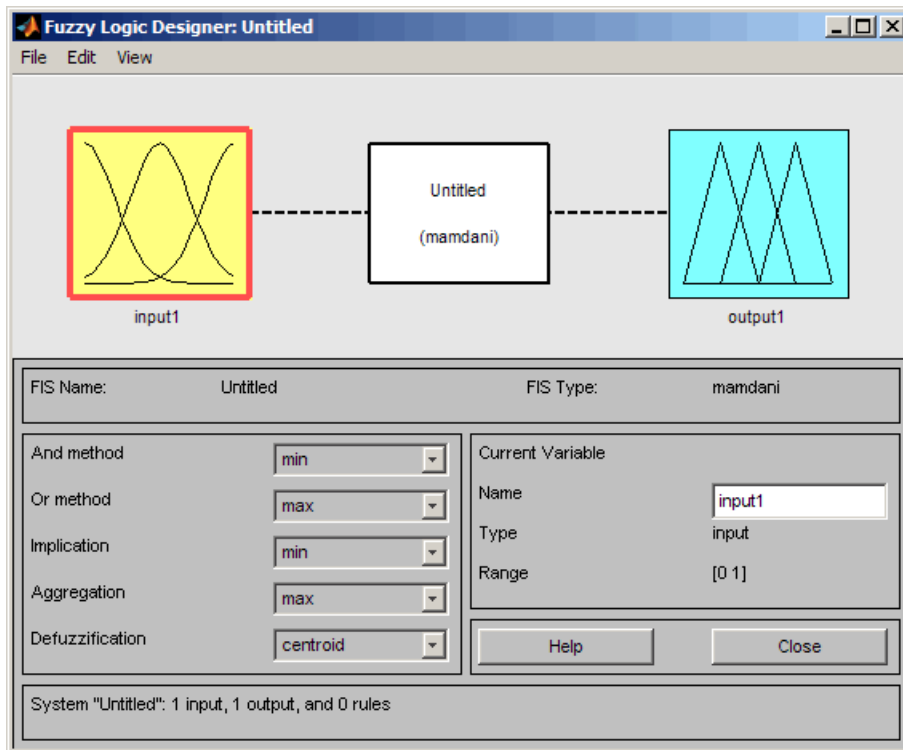 Fuzzy Logic Designer: Untitled
File Edit View
Untitled
(mamdani)
input1
output1
FIS Name: Untitled FIS Type: mamdani
And method min
Or method max
Implication min
Aggregation max
Defuzzification centroid
Current Variable
Name input1
Type input
Range [0 1]
Help Close
System "Untitled": 1 input, 1 output, and 0 rules